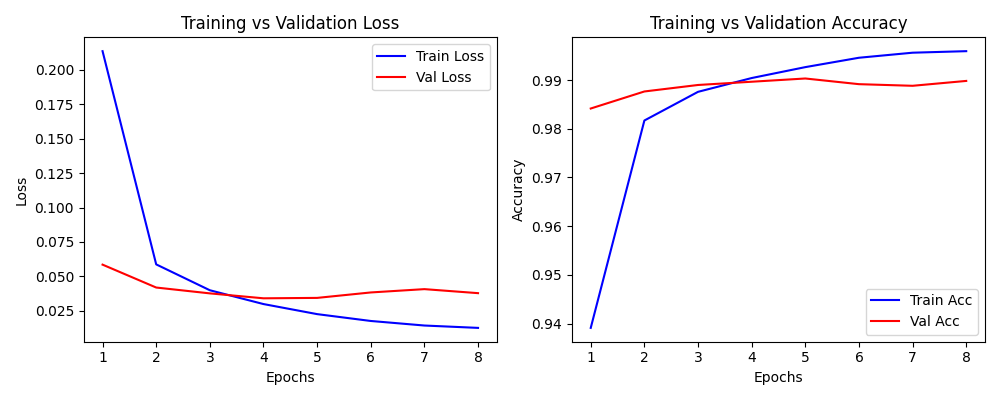 Training vs Validation Loss
Train Loss
Val Loss
0.200
0.175
0.150
0.125
0.100
0.075
0.050
0.025
Loss
1 2 3 4 5 6 7 8
Epochs
Training vs Validation Accuracy
0.99
0.98
0.97
0.96
0.95
0.94
Accuracy
Train Acc
Val Acc
1 2 3 4 5 6 7 8
Epochs